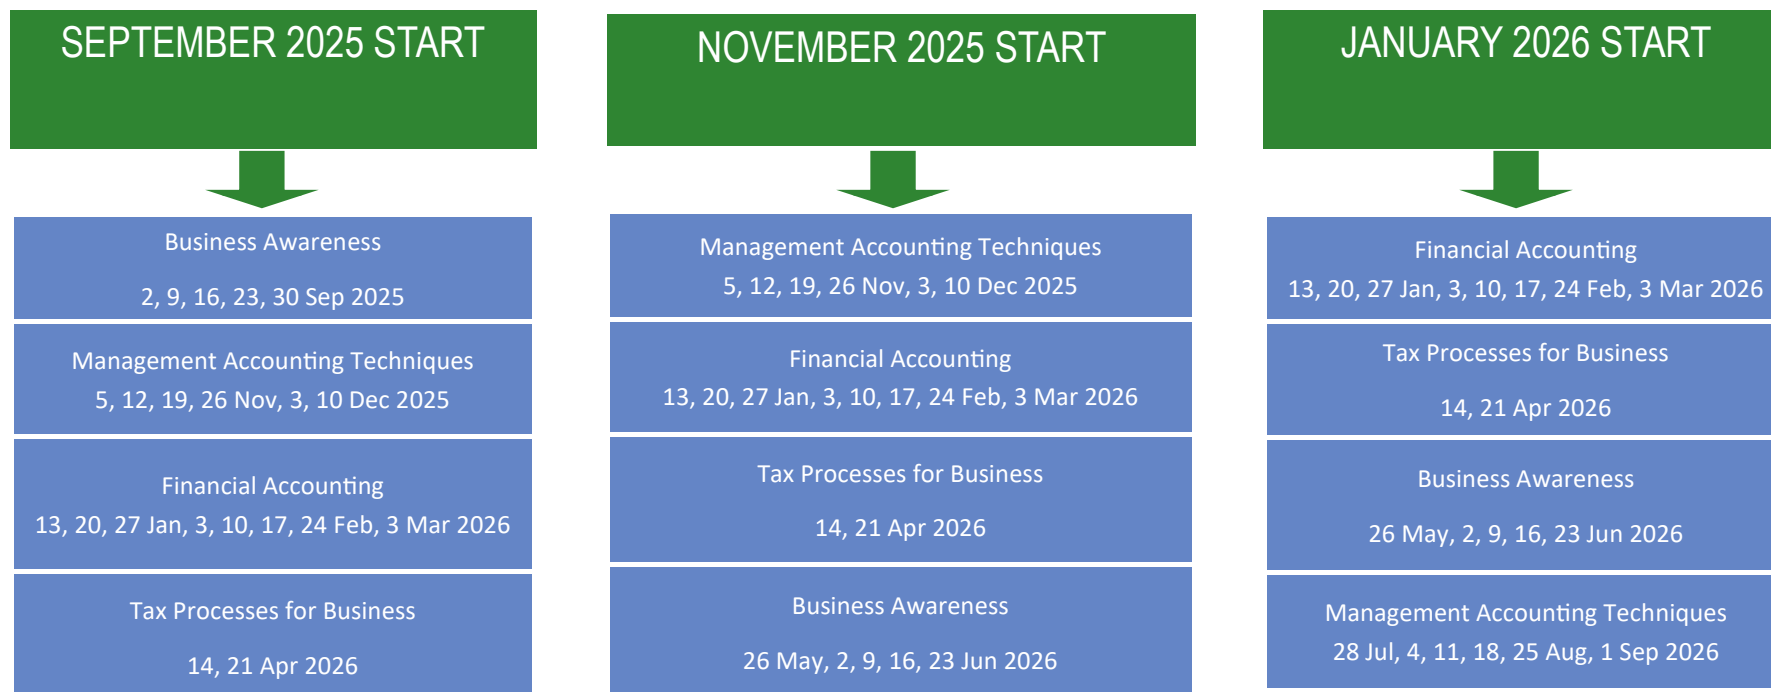 SEPTEMBER 2025 START
Business Awareness
2, 9, 16, 23, 30 Sep 2025
Management Accounting Techniques
5, 12, 19, 26 Nov, 3, 10 Dec 2025
Financial Accounting
13, 20, 27 Jan, 3, 10, 17, 24 Feb, 3 Mar 2026
Tax Processes for Business
14, 21 Apr 2026
NOVEMBER 2025 START
Management Accounting Techniques
5, 12, 19, 26 Nov, 3, 10 Dec 2025
Financial Accounting
13, 20, 27 Jan, 3, 10, 17, 24 Feb, 3 Mar 2026
Tax Processes for Business
14, 21 Apr 2026
Business Awareness
26 May, 2, 9, 16, 23 Jun 2026
JANUARY 2026 START
Financial Accounting
13, 20, 27 Jan, 3, 10, 17, 24 Feb, 3 Mar 2026
Tax Processes for Business
14, 21 Apr 2026
Business Awareness
26 May, 2, 9, 16, 23 Jun 2026
Management Accounting Techniques
28 Jul, 4, 11, 18, 25 Aug, 1 Sep 2026